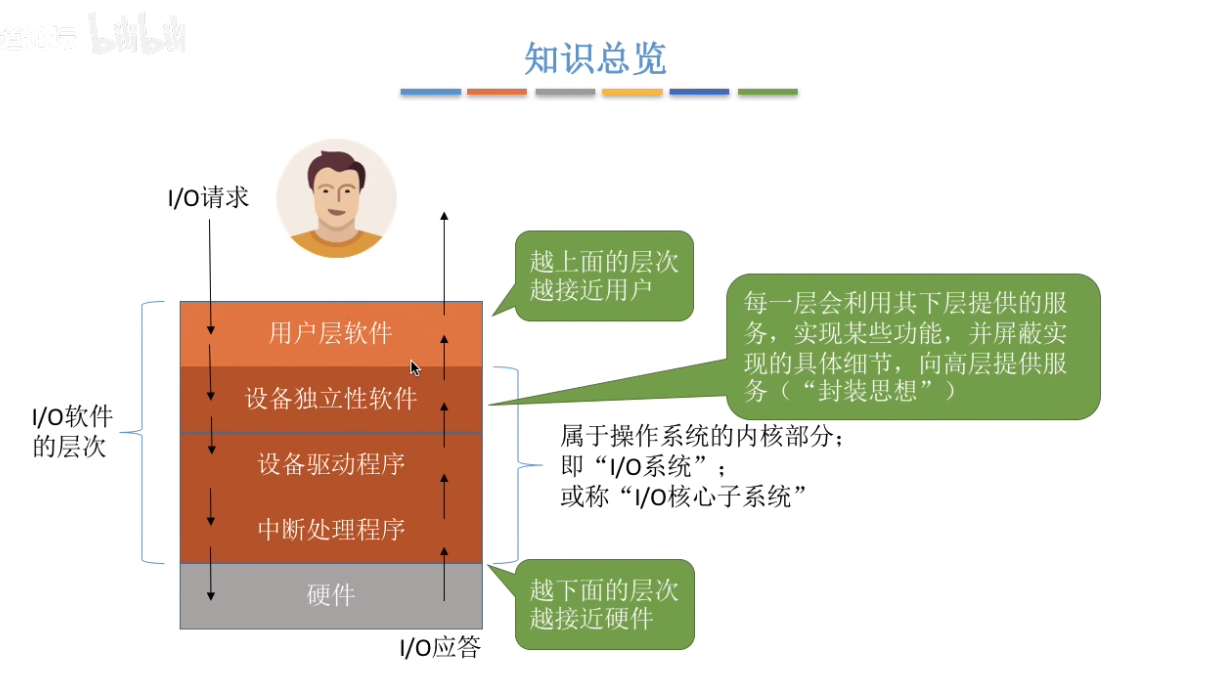 bilibili
知识总览
I/O请求
越上面的层次
越接近用户
每一层会利用其下层提供的服
务，实现某些功能，并屏蔽实
现的具体细节，向高层提供服
务（“封装思想”）
用户层软件
设备独立性软件
I/O软件
的层次
属于操作系统的内核部分；
即“I/O系统”；
或称“I/O核心子系统”
设备驱动程序
中断处理程序
硬件
越下面的层次
越接近硬件
I/O应答